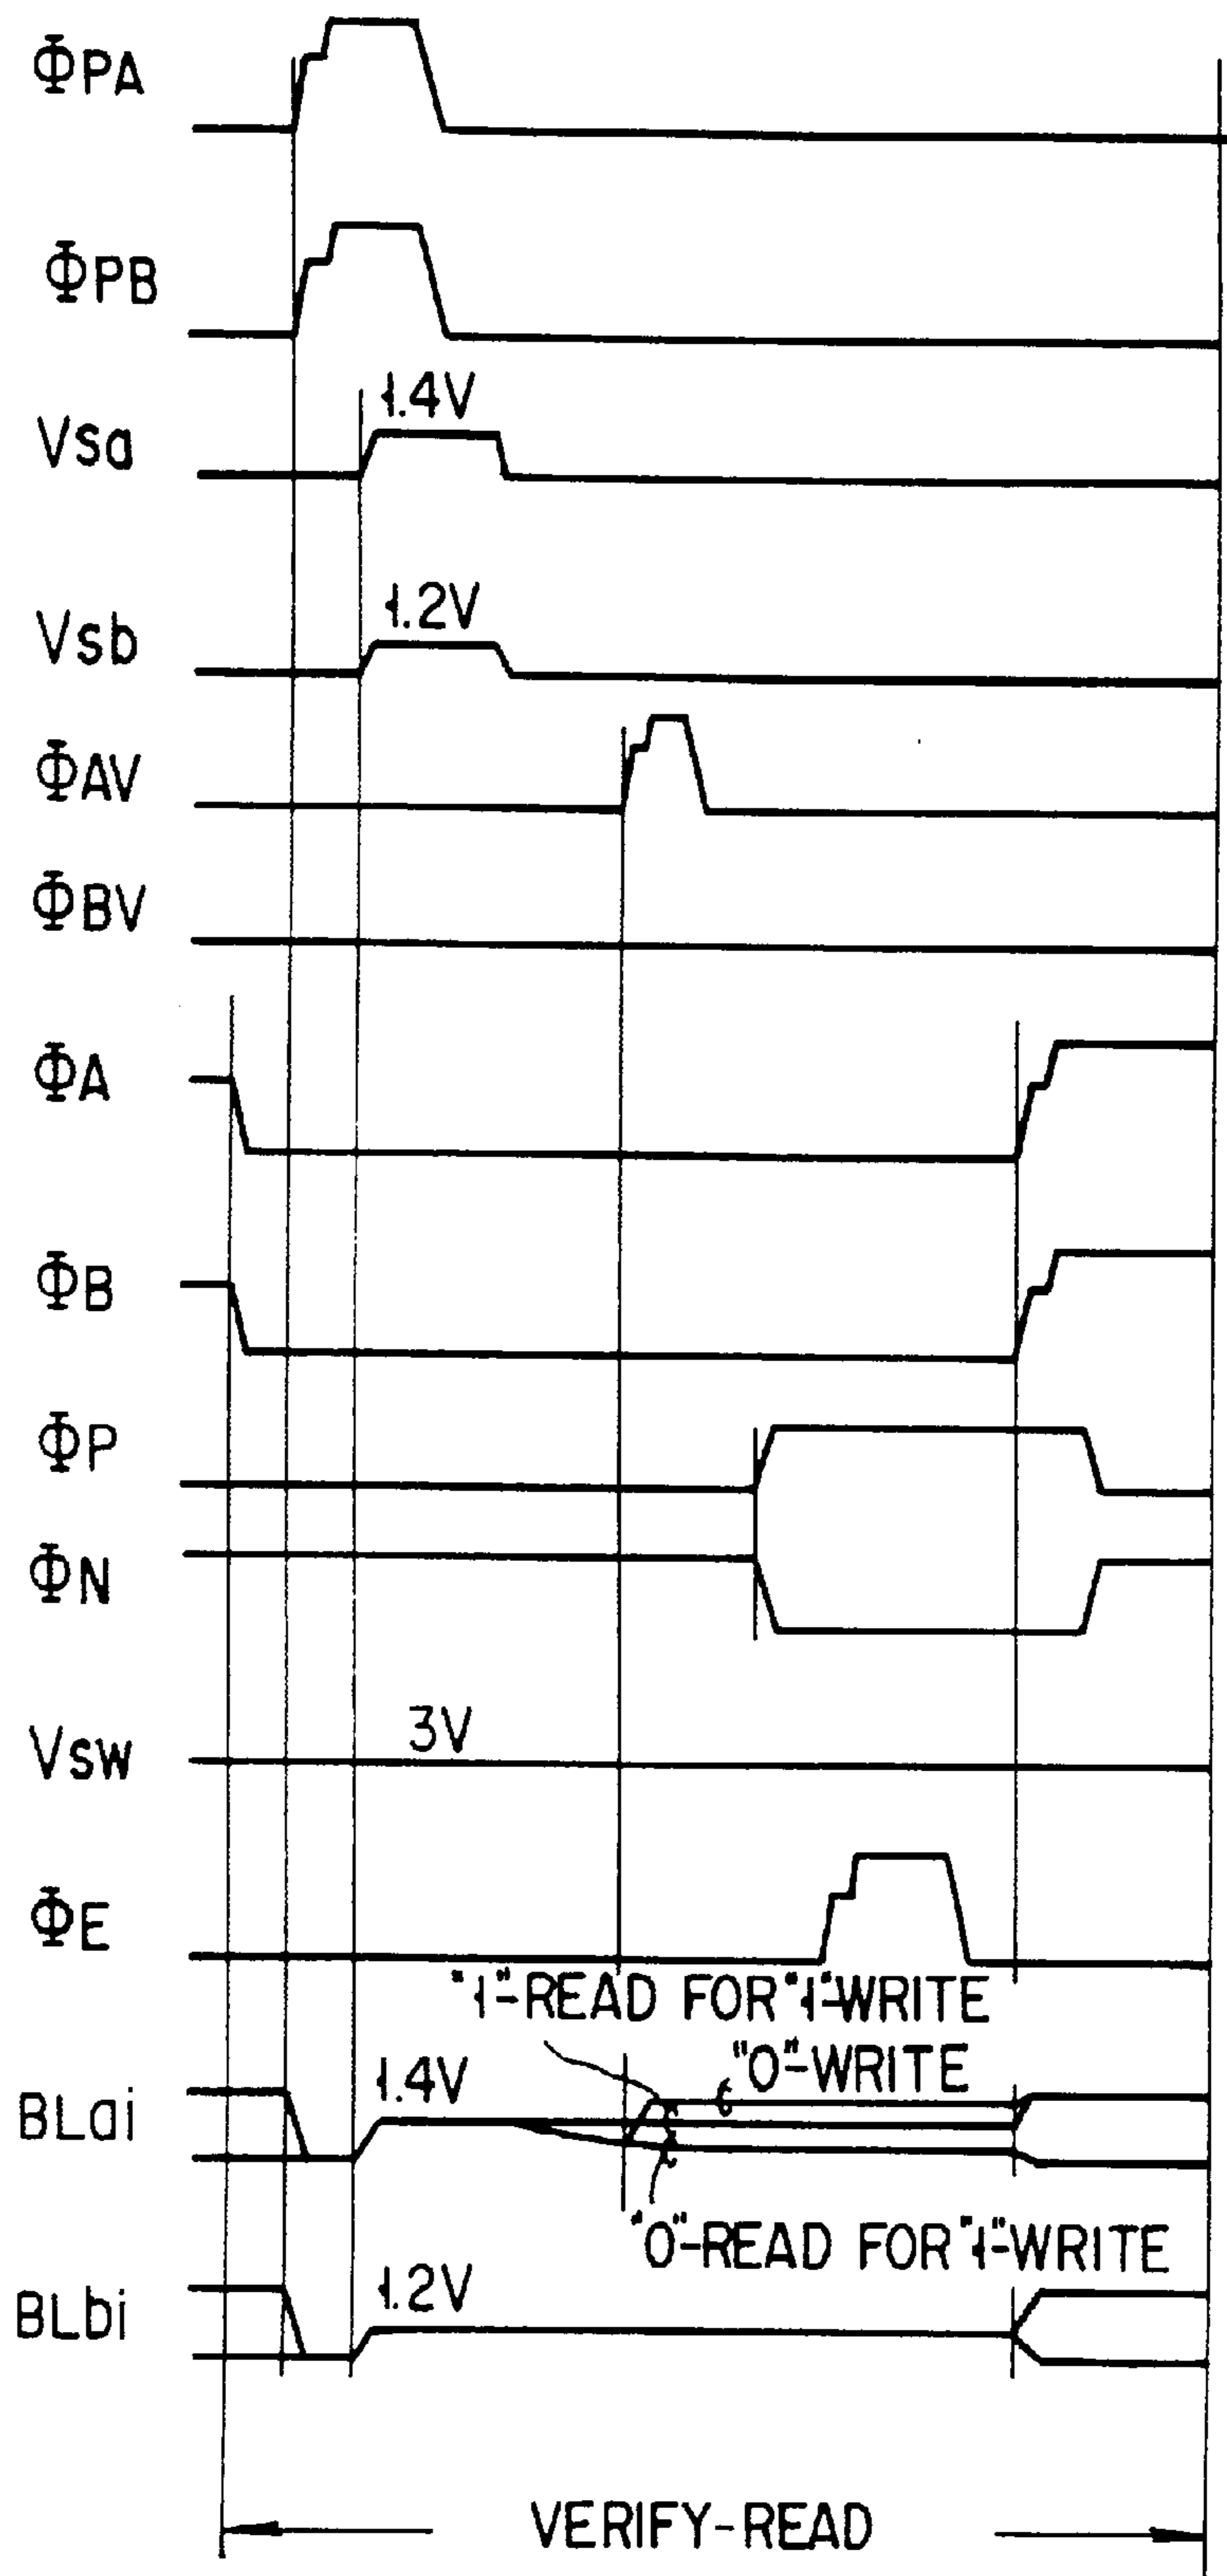 ΦPA
ΦPB
1.4V
Vsa
1.2V
Vsb
ΦAV
ΦBV
ΦA
ΦB
ΦP
ΦN
3V
Vsw
ΦE
"1"-READ FOR "1"-WRITE
"0"-WRITE
1.4V
BLai
"0"-READ FOR "1"-WRITE
1.2V
BLbi
VERIFY-READ